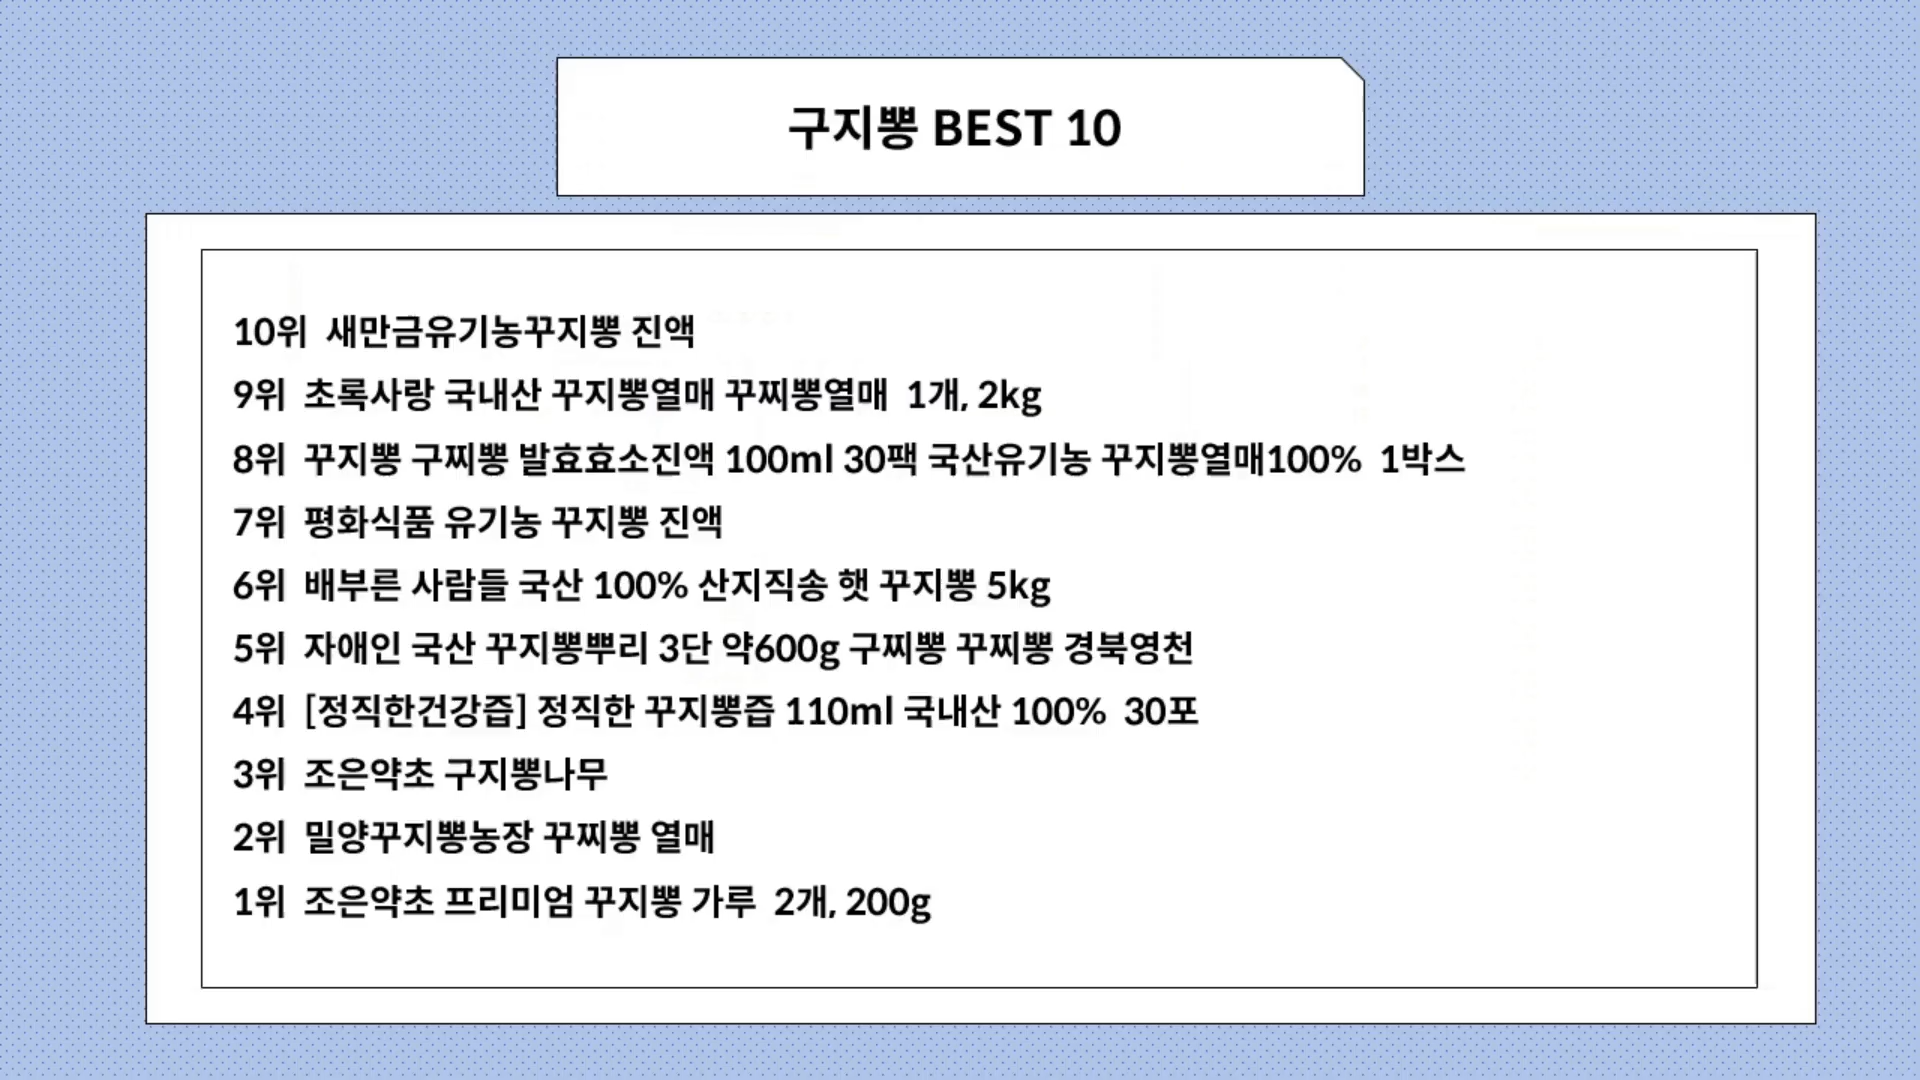 구지뽕 BEST 10
10위 새만금유기농꾸지뽕 진액
9위 초록사랑 국내산 꾸지뽕열매 꾸찌뽕열매 1개, 2kg
8위 꾸지뽕 구찌뽕 발효효소진액 100ml 30팩 국산유기농 꾸지뽕열매100% 1박스
7위 평화식품 유기농 꾸지뽕 진액
6위 배부른 사람들 국산 100% 산지직송 햇 꾸지뽕 5kg
5위 자애인 국산 꾸지뽕뿌리 3단 약600g 구찌뽕 꾸찌뽕 경북영천
4위 [정직한건강즙] 정직한 꾸지뽕즙 110ml 국내산 100% 30포
3위 조은약초 구지뽕나무
2위 밀양꾸지뽕농장 꾸찌뽕 열매
1위 조은약초 프리미엄 꾸지뽕 가루 2개, 200g